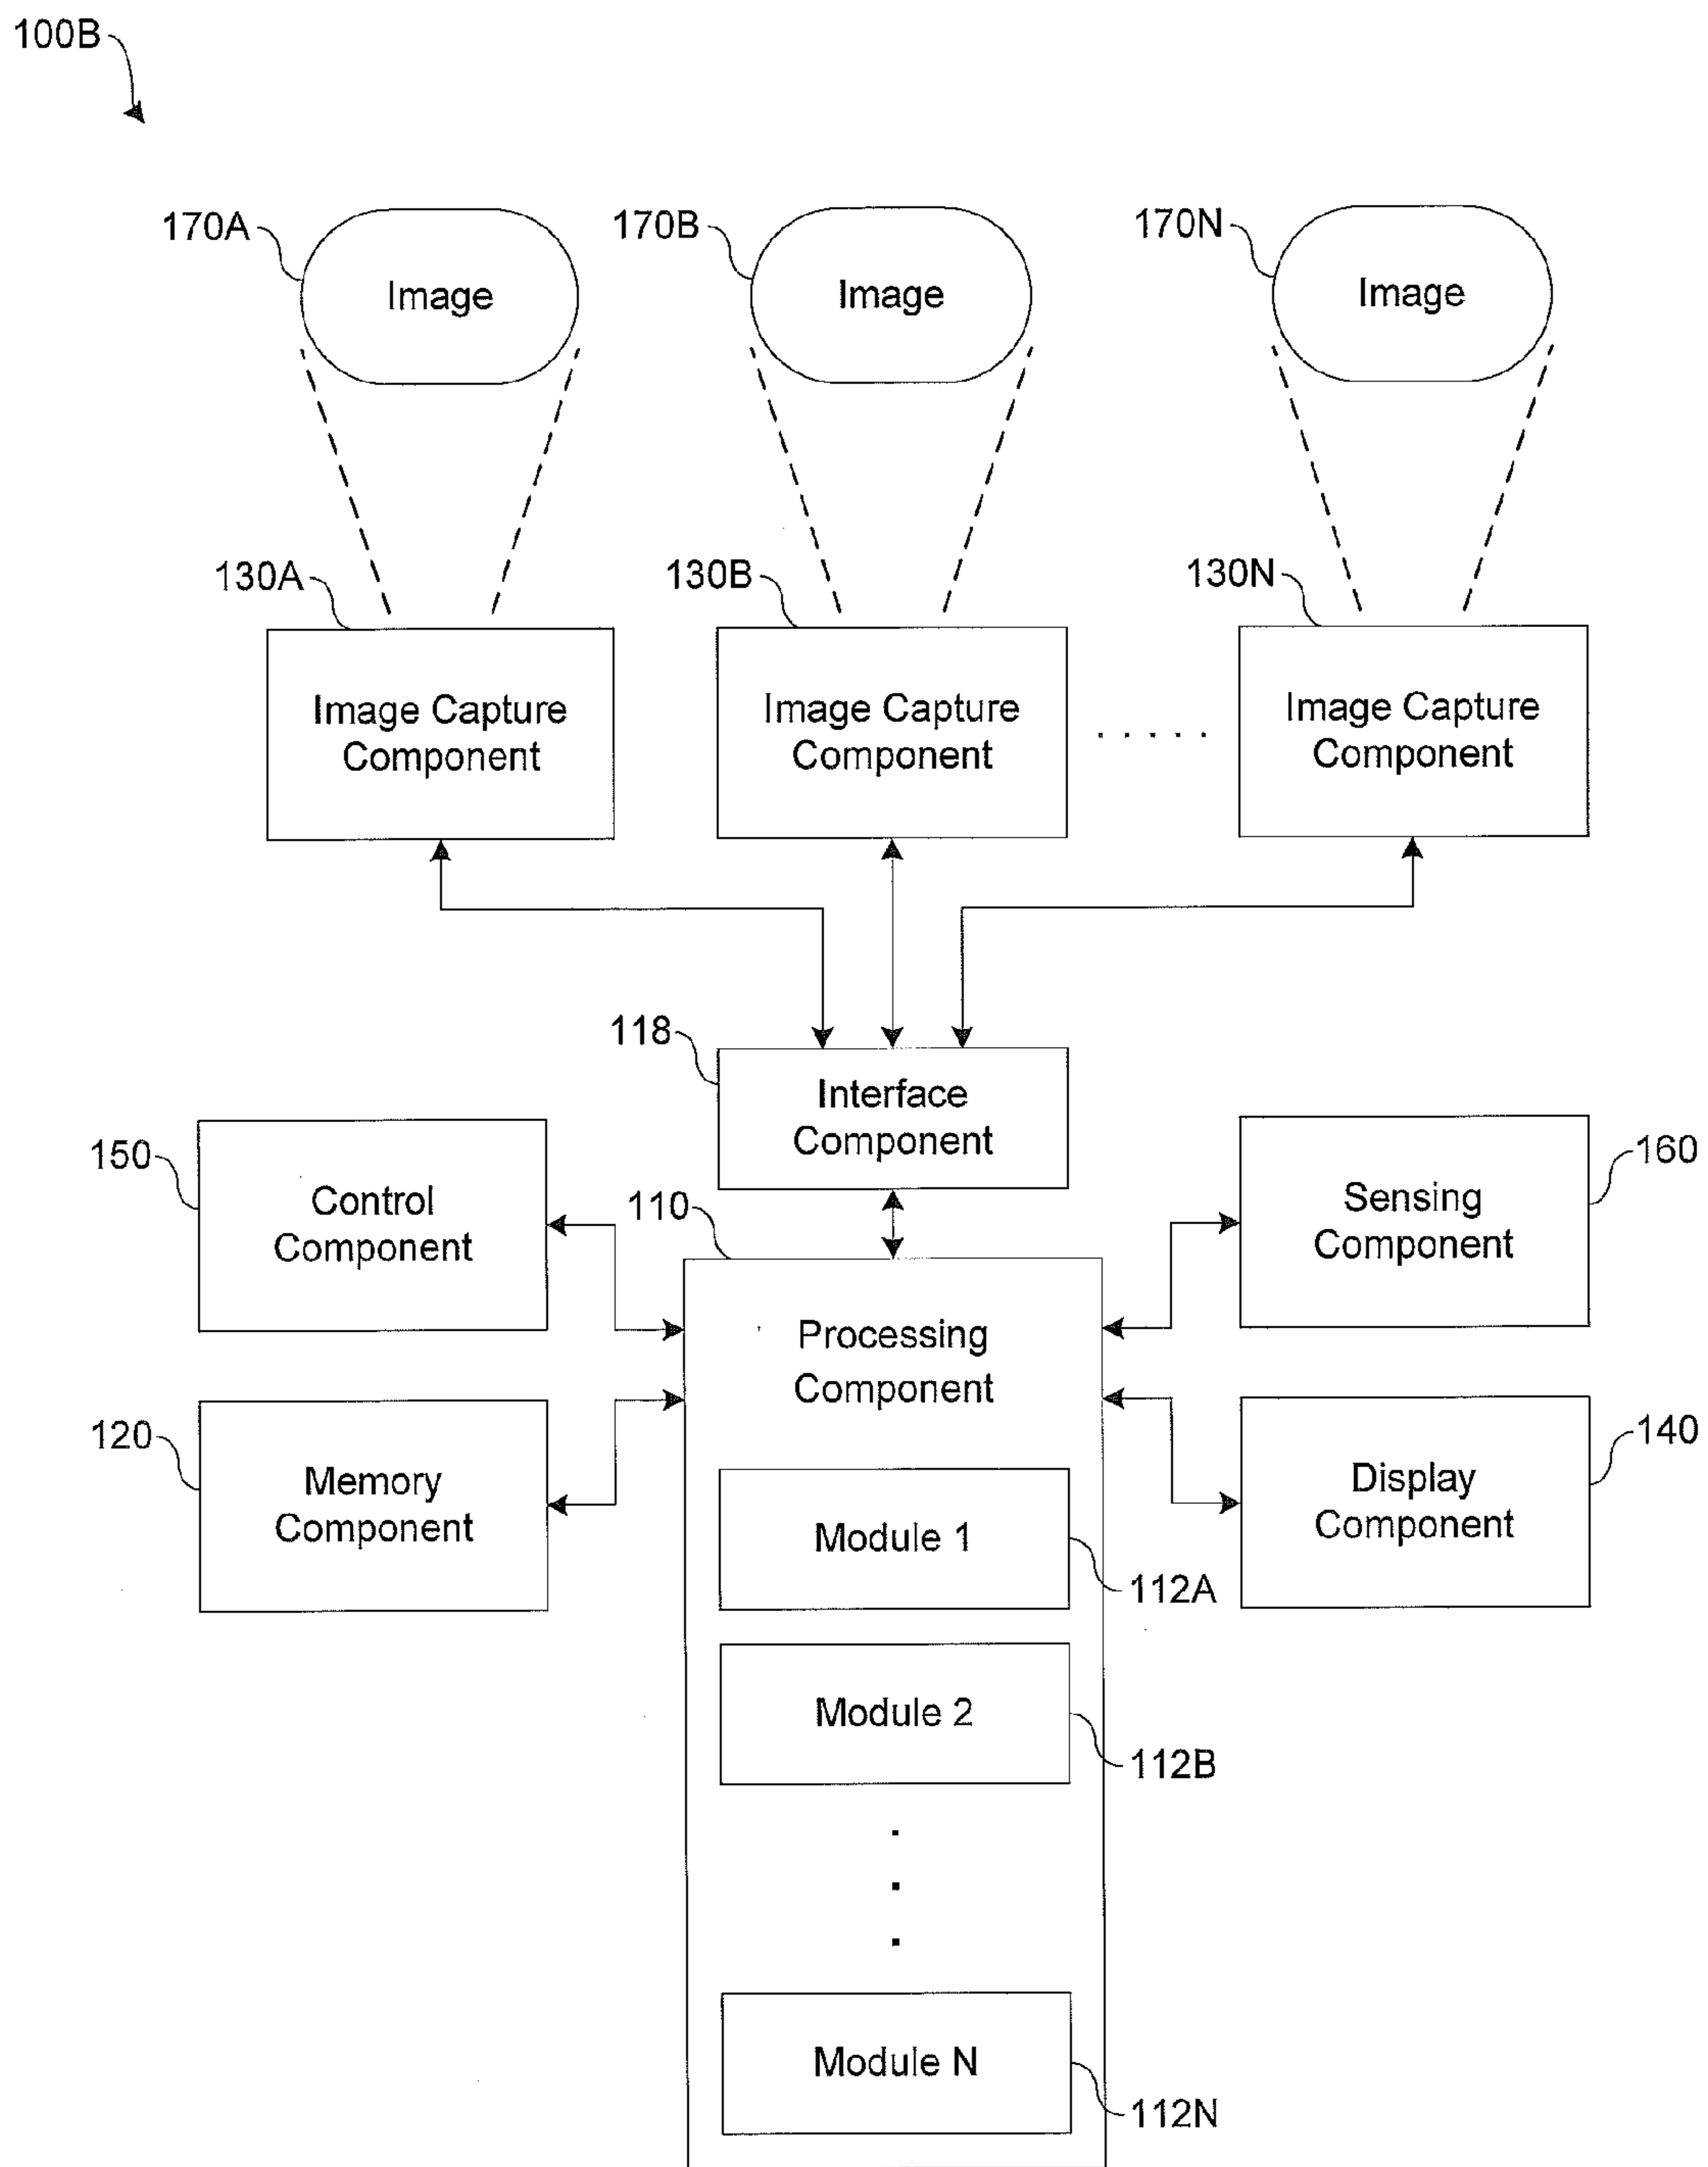 100B
170A
Image
170B
Image
170N
Image
130A
Image Capture
Component
130B
Image Capture
Component
. . . . .
130N
Image Capture
Component
118
Interface
Component
150
Control
Component
110
Processing
Component
160
Sensing
Component
120
Memory
Component
140
Display
Component
Module 1
112A
Module 2
112B
Module N
112N